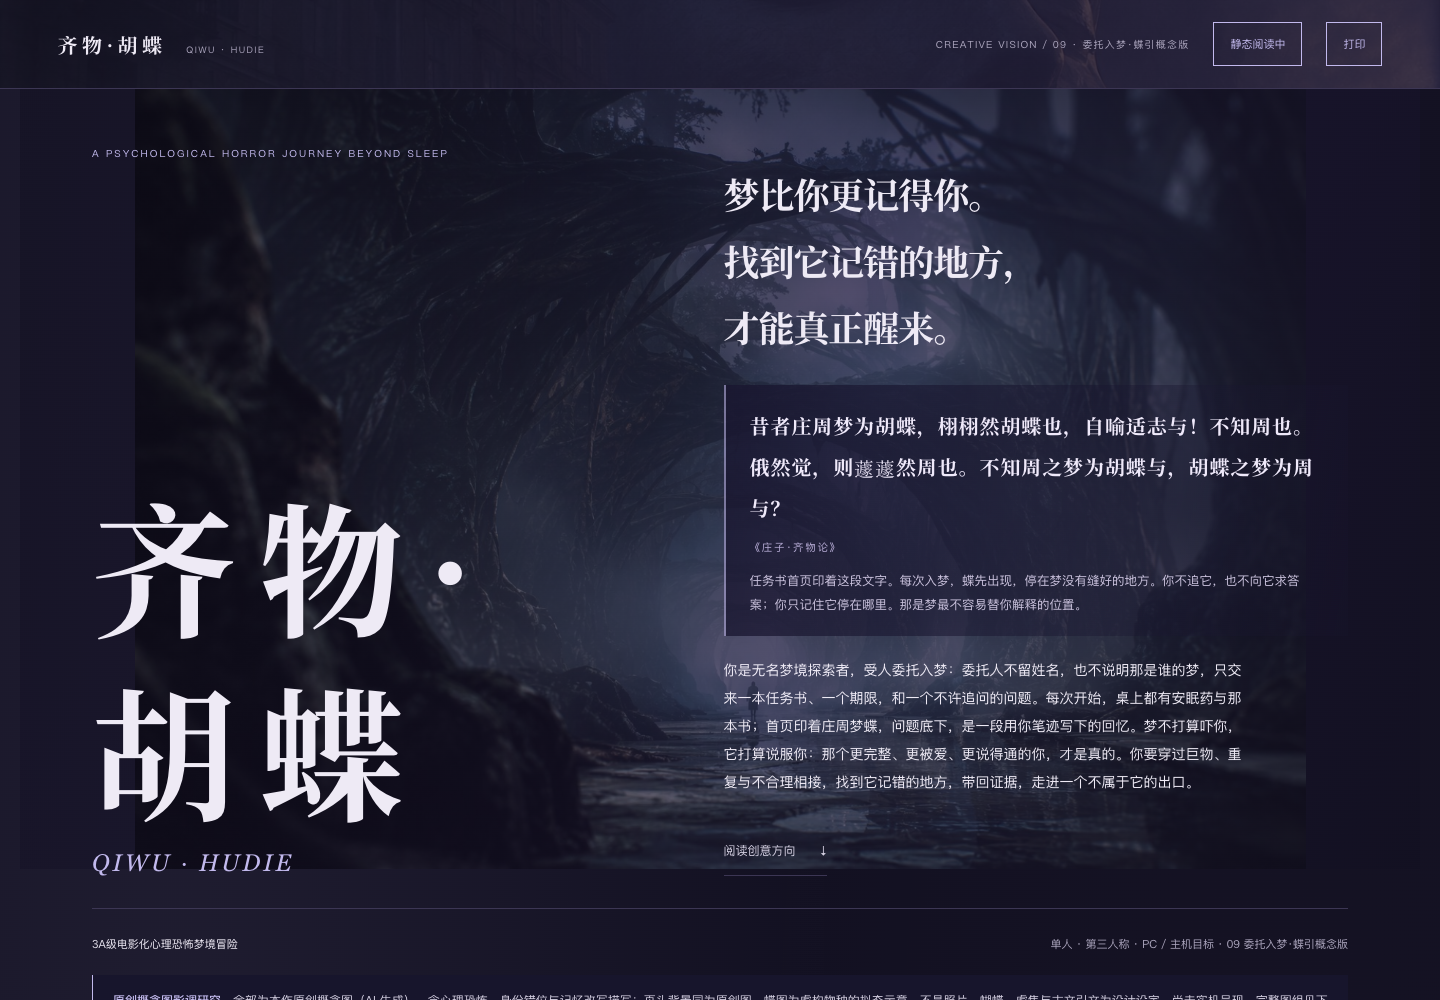 齐物·胡蝶 QIWU · HUDIE
CREATIVE VISION / 09 · 委托入梦·蝶引概念版 静态阅读中 打印
A PSYCHOLOGICAL HORROR JOURNEY BEYOND SLEEP
齐物·
胡蝶
QIWU · HUDIE
梦比你更记得你。
找到它记错的地方，
才能真正醒来。
昔者庄周梦为胡蝶，栩栩然胡蝶也，自喻适志与！不知周也。
俄然觉，则蘧蘧然周也。不知周之梦为胡蝶与，胡蝶之梦为周
与？
《庄子·齐物论》
任务书首页印着这段文字。每次入梦，蝶先出现，停在梦没有缝好的地方。你不追它，也不向它求答
案；你只记住它停在哪里。那是梦最不容易替你解释的位置。
你是无名梦境探索者，受人委托入梦：委托人不留姓名，也不说明那是谁的梦，只交
来一本任务书、一个期限，和一个不许追问的问题。每次开始，桌上都有安眠药与那
本书；首页印着庄周梦蝶，问题底下，是一段用你笔迹写下的回忆。梦不打算吓你，
它打算说服你：那个更完整、更被爱、更说得通的你，才是真的。你要穿过巨物、重
复与不合理相接，找到它记错的地方，带回证据，走进一个不属于它的出口。
阅读创意方向 ↓
3A级电影化心理恐怖梦境冒险
单人 · 第三人称 · PC / 主机目标 · 09 委托入梦·蝶引概念版